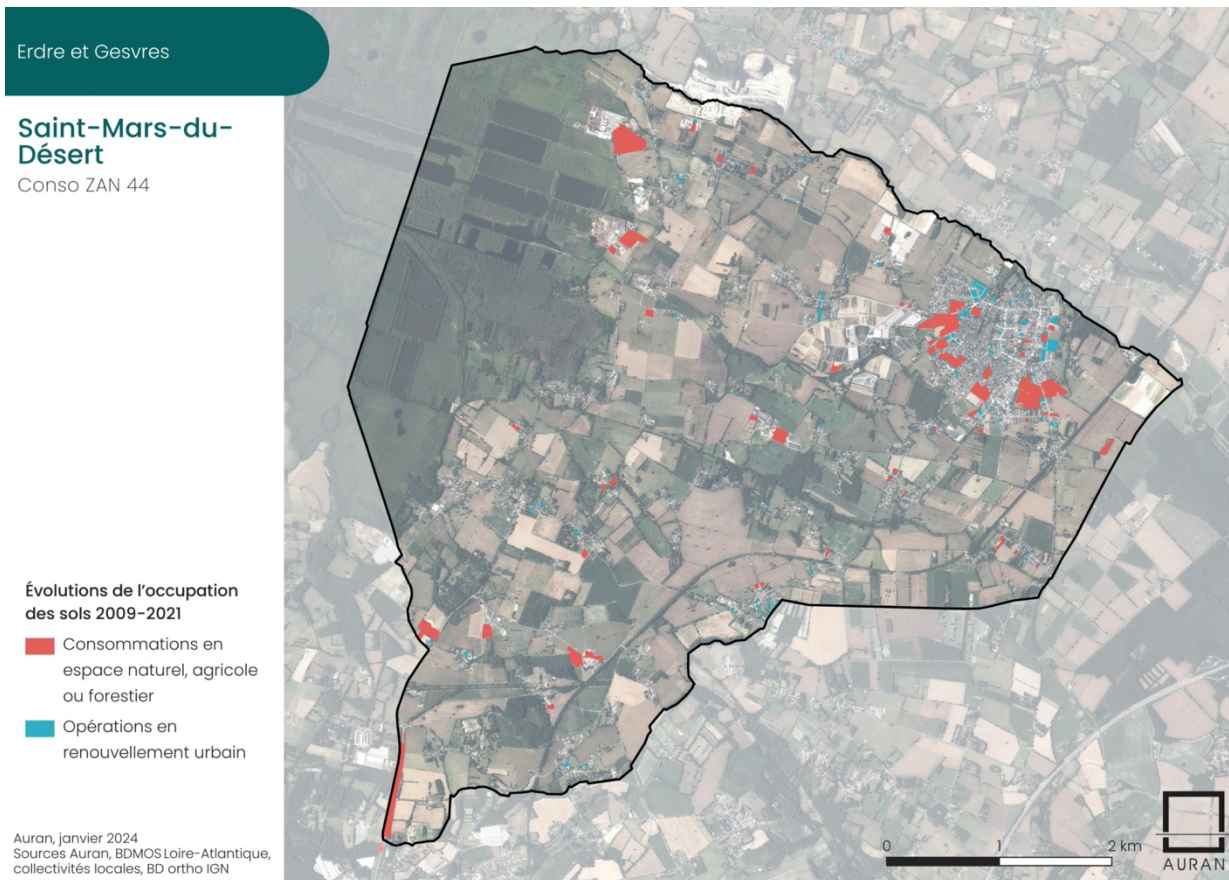 Erdre et Gesvres
Saint-Mars-du-
Désert
Conso ZAN 44
Évolutions de l'occupation
des sols 2009-2021
Consommations en
espace naturel, agricole
ou forestier
Opérations en
renouvellement urbain
Auran, janvier 2024
Sources Auran, BDMOS Loire-Atlantique,
collectivités locales, BD ortho IGN
0 1 2 km
AURAN